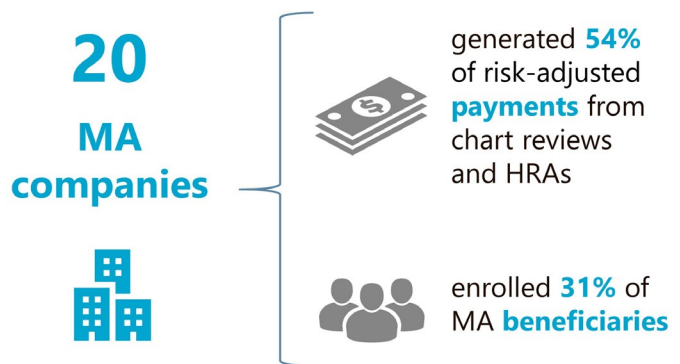 20
MA
companies
generated 54%
of risk-adjusted
payments from
chart reviews
and HRAs
enrolled 31% of
MA beneficiaries